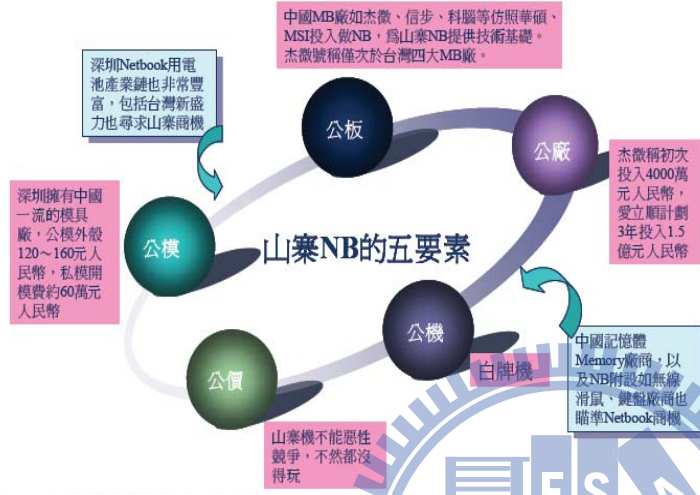 中國MB廠如杰微、信步、科腦等仿照華碩、
MSI投入做NB，爲山寨NB提供技術基礎。
杰微號稱僅次於台灣四大MB廠。
深圳Netbook用電
池產業鏈也非常豐
富，包括台灣新盛
力也尋求山寨商機
公板
公廠
杰微稱初次
投入4000萬
元人民幣，
愛立順計劃
3年投入1.5
億元人民幣
深圳擁有中國
一流的模具
廠，公模外殼
120～160元人
民幣，私模開
模費約60萬元
人民幣
公模
山寨NB的五要素
公機
白牌機
公價
中國記憶體
Memory廠商，以
及NB附設如無線
滑鼠、鍵盤廠商也
瞄準Netbook商機
山寨機不能惡性
競爭，不然都沒
得玩
ESA